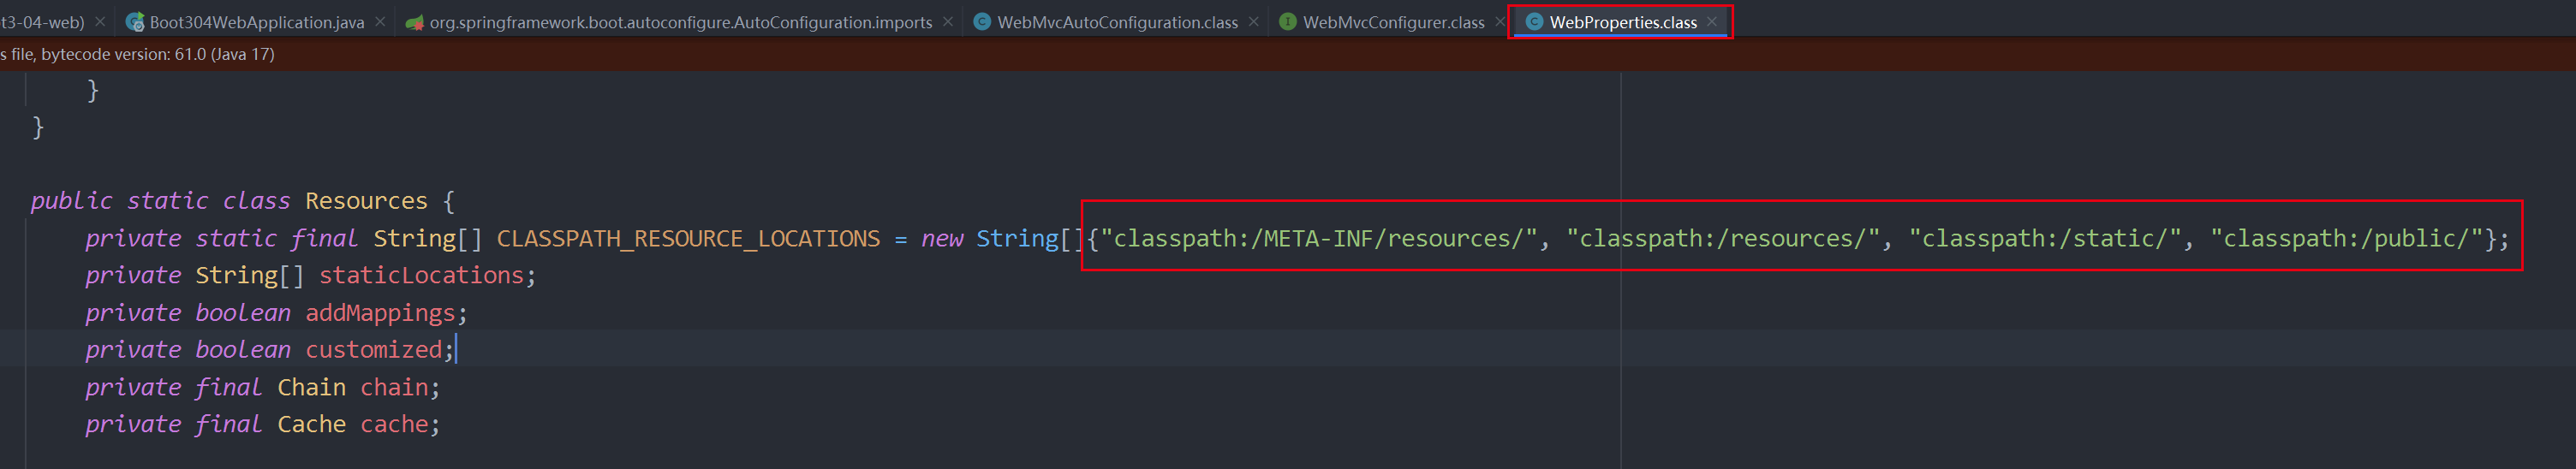 t3-04-web) Boot304WebApplication.java org.springframework.boot.autoconfigure.AutoConfiguration.imports WebMvcAutoConfiguration.class WebMvcConfigurer.class WebProperties.class
s file, bytecode version: 61.0 (Java 17)
}
}
public static class Resources {
private static final String[] CLASSPATH_RESOURCE_LOCATIONS = new String[]{"classpath:/META-INF/resources/", "classpath:/resources/", "classpath:/static/", "classpath:/public/"};
private String[] staticLocations;
private boolean addMappings;
private boolean customized;
private final Chain chain;
private final Cache cache;